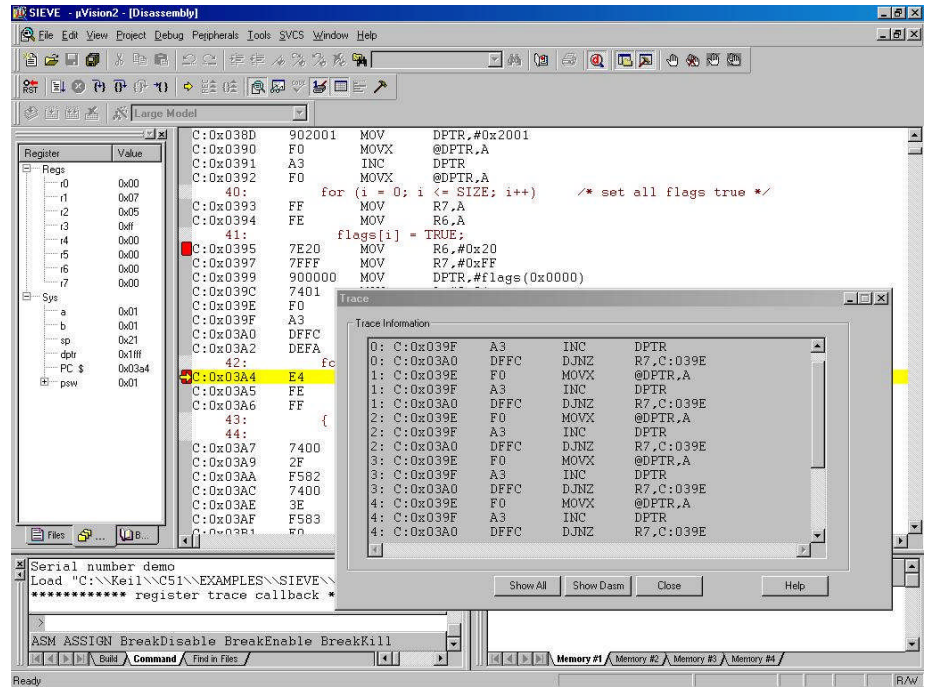 SIEVE - µVision2 - [Disassembly]
File Edit View Project Debug Peripherals Tools SVCS Window Help
RST
Large Model
Register Value
Regs
r0 0x00
r1 0x07
r2 0x05
r3 0xff
r4 0x00
r5 0x00
r6 0x00
r7 0x00
Sys
a 0x01
b 0x01
sp 0x21
dptr 0x1fff
PC $ 0x03a4
psw 0x01
Files ... B...
C:0x038D 902001 MOV DPTR,#0x2001
C:0x0390 F0 MOVX @DPTR,A
C:0x0391 A3 INC DPTR
C:0x0392 F0 MOVX @DPTR,A
40: for (i = 0; i <= SIZE; i++) /* set all flags true */
C:0x0393 FF MOV R7,A
C:0x0394 FE MOV R6,A
41: flags[i] = TRUE;
C:0x0395 7E20 MOV R6,#0x20
C:0x0397 7FFF MOV R7,#0xFF
C:0x0399 900000 MOV DPTR,#flags(0x0000)
C:0x039C 7401
C:0x039E F0
C:0x039F A3
C:0x03A0 DFFC
C:0x03A2 DEFA
42:
C:0x03A4 E4
C:0x03A5 FE
C:0x03A6 FF
43: {
44:
C:0x03A7 7400
C:0x03A9 2F
C:0x03AA F582
C:0x03AC 7400
C:0x03AE 3E
C:0x03AF F583
C:0x03B1 F0
Trace
Trace Information
0: C:0x039F A3 INC DPTR
0: C:0x03A0 DFFC DJNZ R7,C:039E
1: C:0x039E F0 MOVX @DPTR,A
1: C:0x039F A3 INC DPTR
1: C:0x03A0 DFFC DJNZ R7,C:039E
2: C:0x039E F0 MOVX @DPTR,A
2: C:0x039F A3 INC DPTR
2: C:0x03A0 DFFC DJNZ R7,C:039E
3: C:0x039E F0 MOVX @DPTR,A
3: C:0x039F A3 INC DPTR
3: C:0x03A0 DFFC DJNZ R7,C:039E
4: C:0x039E F0 MOVX @DPTR,A
4: C:0x039F A3 INC DPTR
4: C:0x03A0 DFFC DJNZ R7,C:039E
Show All Show Dasm Close Help
Serial number demo
Load "C:\\Keil\\C51\\EXAMPLES\\SIEVE\\
************ register trace callback *
>
ASM ASSIGN BreakDisable BreakEnable BreakKill
Build Command Find in Files
Memory #1 Memory #2 Memory #3 Memory #4
Ready R/W